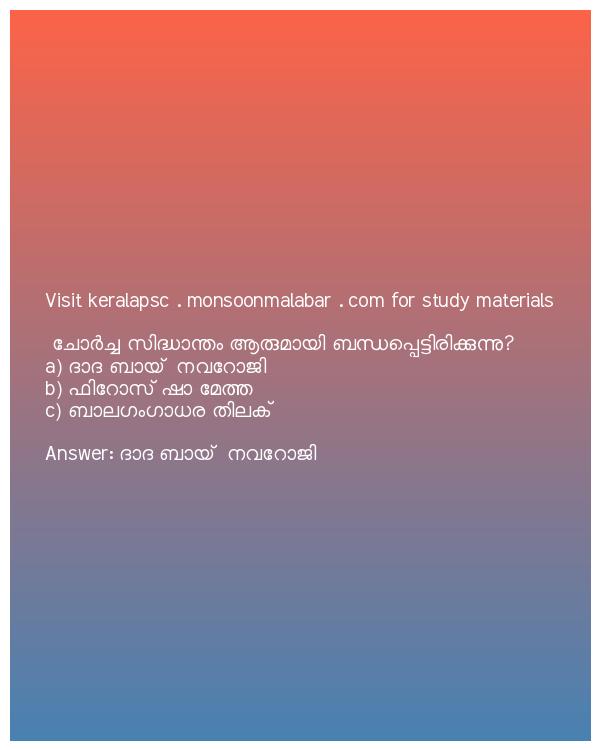 Visit keralapsc . monsoonmalabar . com for study materials
ചോർച്ച സിദ്ധാന്തം ആരുമായി ബന്ധപ്പെട്ടിരിക്കുന്നു?
a) ദാദ ബായ്  നവറോജി
b) ഫിറോസ് ഷാ മേത്ത
c) ബാലഗംഗാധര തിലക്
Answer: ദാദ ബായ്  നവറോജി